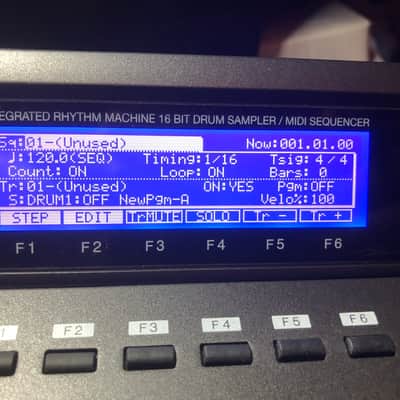 EGRATED RHYTHM MACHINE 16 BIT DRUM SAMPLER / MIDI SEQUENCER
Sq:01-(Unused) Now:001.01.00
♩:120.0(SEQ) Timing:1/16 Tsig: 4/4
Count: ON Loop: ON Bars: 0
Tr:01-(Unused) ON:YES Pgm:OFF
S:DRUM1:OFF NewPgm-A Velo%:100
STEP EDIT TrMUTE SOLO Tr - Tr +
F1 F2 F3 F4 F5 F6
1 F2 F3 F4 F5 F6